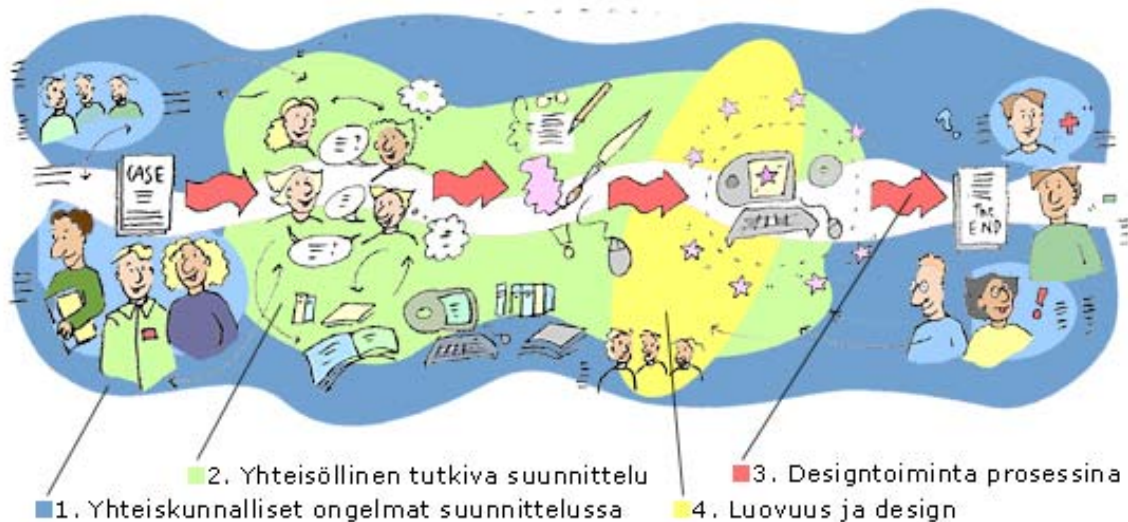 CASE
THE
END
2. Yhteisöllinen tutkiva suunnittelu
3. Designtoiminta prosessina
1. Yhteiskunnalliset ongelmat suunnittelussa
4. Luovuus ja design